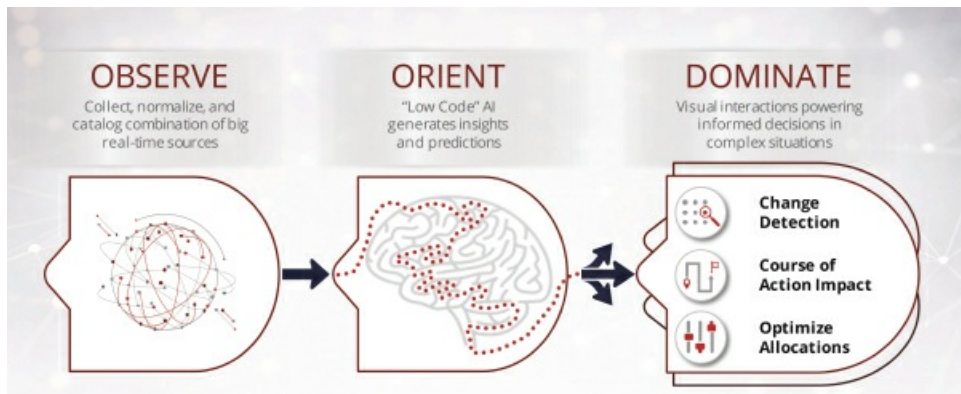 OBSERVE
Collect, normalize, and
catalog combination of big
real-time sources
ORIENT
“Low Code” AI
generates insights
and predictions
DOMINATE
Visual interactions powering
informed decisions in
complex situations
Change
Detection
Course of
Action Impact
Optimize
Allocations